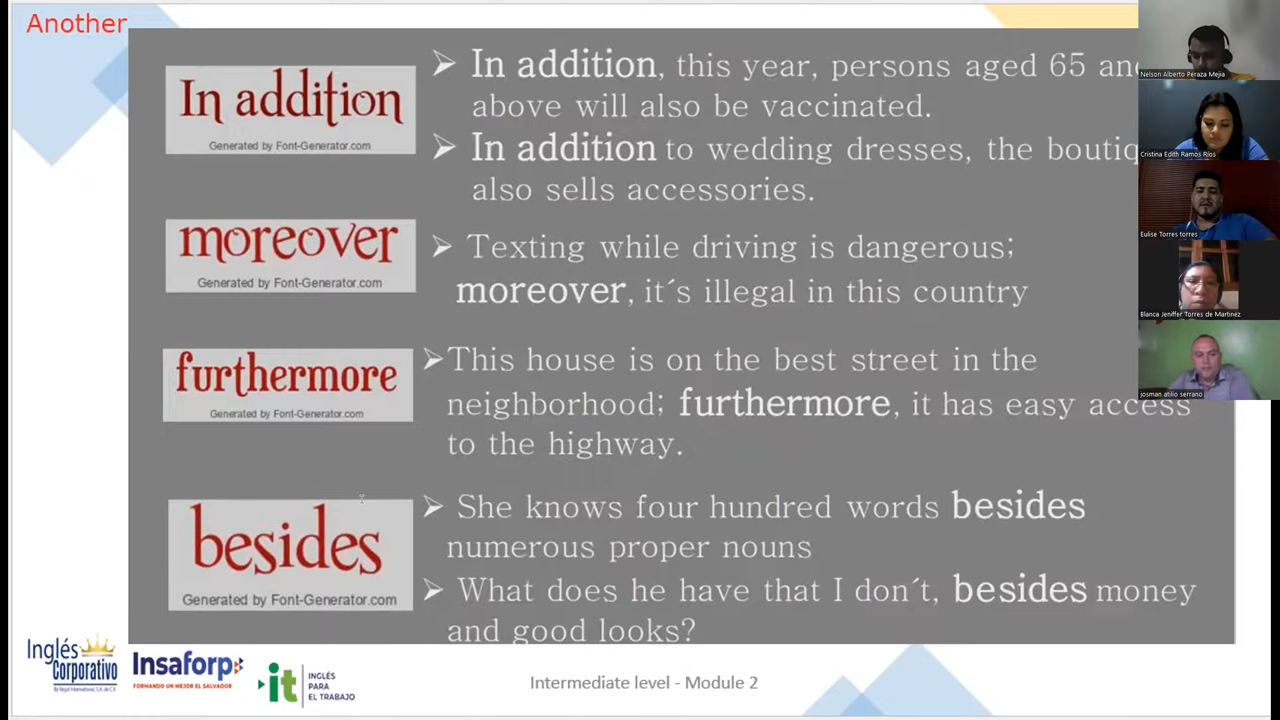 Another
In addition
Generated by Font-Generator.com
➢ In addition, this year, persons aged 65 an
above will also be vaccinated.
➢ In addition to wedding dresses, the boutiq
also sells accessories.
moreover
Generated by Font-Generator.com
➢ Texting while driving is dangerous;
moreover, it´s illegal in this country
furthermore
Generated by Font-Generator.com
➢This house is on the best street in the
neighborhood; furthermore, it has easy access
to the highway.
besides
Generated by Font-Generator.com
➢ She knows four hundred words besides
numerous proper nouns
➢ What does he have that I don´t, besides money
and good looks?
Nelson Alberto Peraza Mejia
Cristina Edith Ramos Ríos
Eulise Torres torres
Blanca Jeniffer Torres de Martinez
josman atilio serrano
Inglés
Corporativo
Insaforp
FORMANDO UN MEJOR EL SALVADOR
it
INGLÉS
PARA
EL TRABAJO
Intermediate level - Module 2